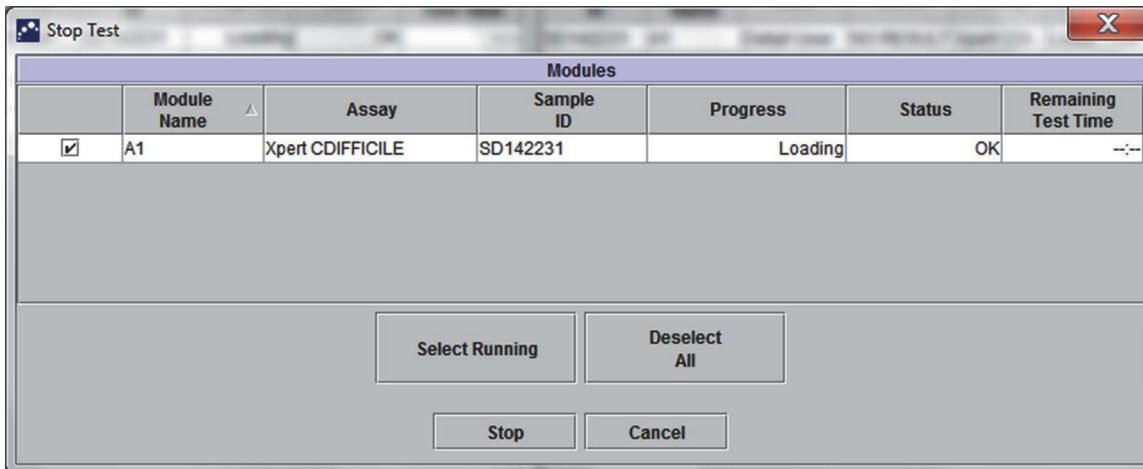 Stop Test
Modules
Module Name Assay Sample ID Progress Status Remaining Test Time
A1 Xpert CDIFFICILE SD142231 Loading OK --:--
Select Running Deselect All
Stop Cancel